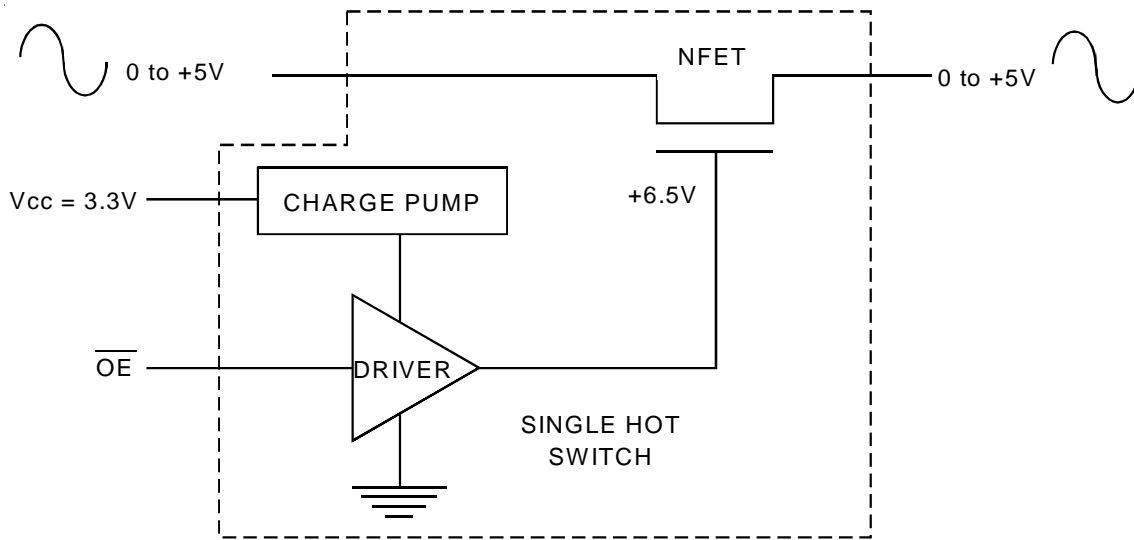 NFET
0 to +5V
0 to +5V
Vcc = 3.3V
CHARGE PUMP
+6.5V
OE
DRIVER
SINGLE HOT
SWITCH